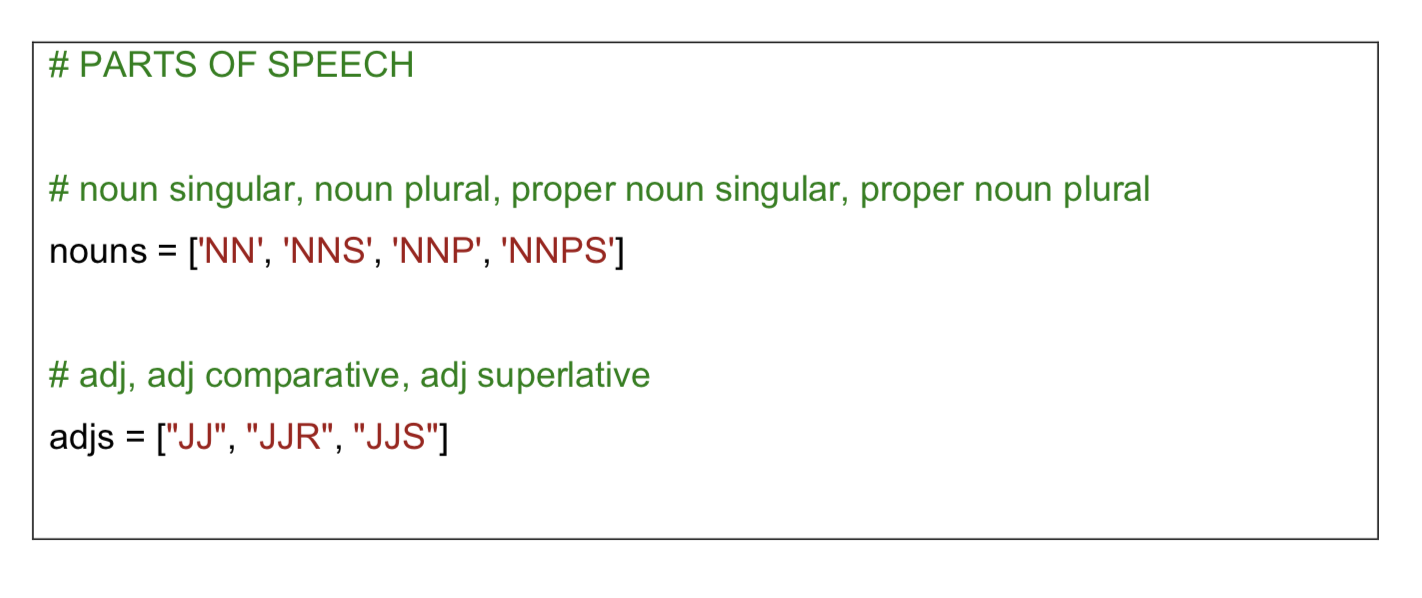 # PARTS OF SPEECH
# noun singular, noun plural, proper noun singular, proper noun plural
nouns = ['NN', 'NNS', 'NNP', 'NNPS']
# adj, adj comparative, adj superlative
adjs = ["JJ", "JJR", "JJS"]